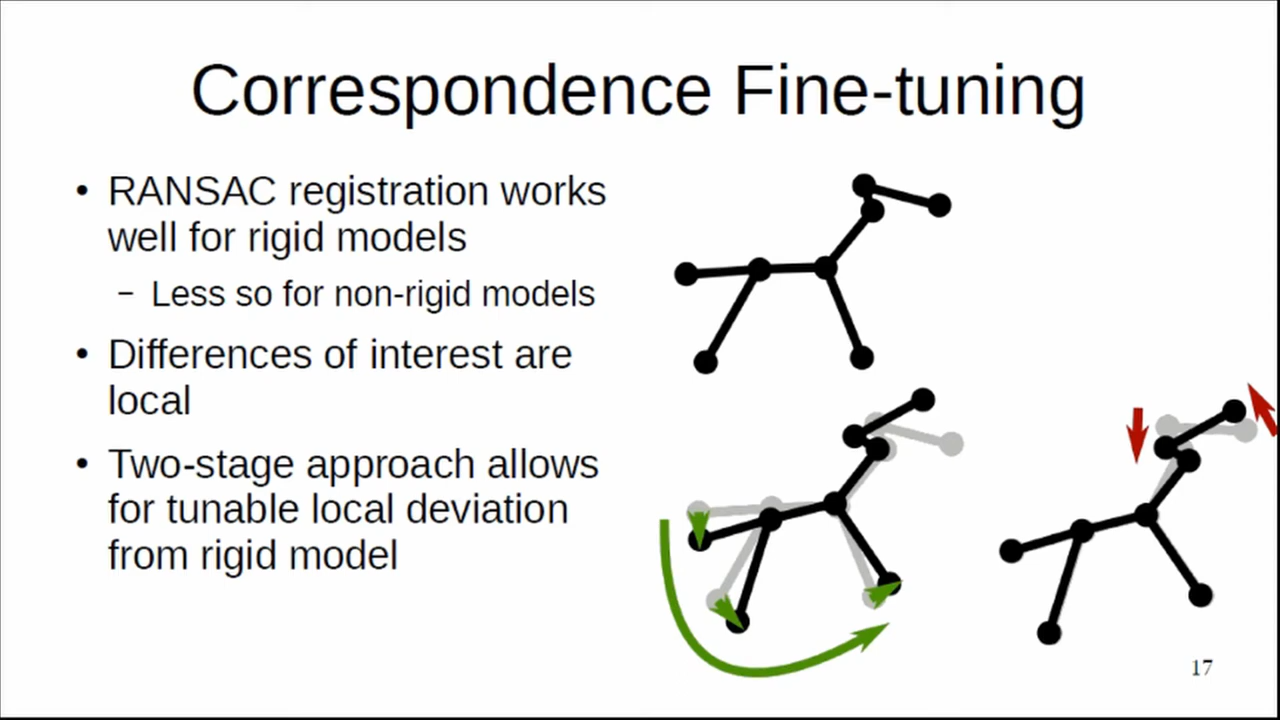 Correspondence Fine-tuning
• RANSAC registration works
well for rigid models
– Less so for non-rigid models
• Differences of interest are
local
• Two-stage approach allows
for tunable local deviation
from rigid model
17